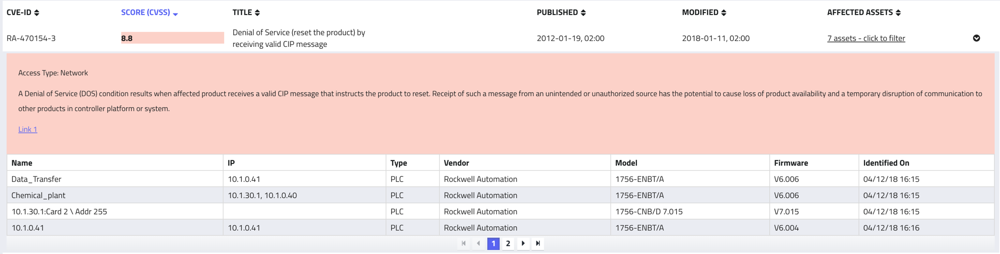 CVE-ID SCORE (CVSS) TITLE PUBLISHED MODIFIED AFFECTED ASSETS
RA-470154-3 8.8 Denial of Service (reset the product) by 2012-01-19, 02:00 2018-01-11, 02:00 7 assets - click to filter
receiving valid CIP message
Access Type: Network
A Denial of Service (DOS) condition results when affected product receives a valid CIP message that instructs the product to reset. Receipt of such a message from an unintended or unauthorized source has the potential to cause loss of product availability and a temporary disruption of communication to
other products in controller platform or system.
Link 1
Name IP Type Vendor Model Firmware Identified On
Data_Transfer 10.1.0.41 PLC Rockwell Automation 1756-ENBT/A V6.006 04/12/18 16:15
Chemical_plant 10.1.30.1, 10.1.0.40 PLC Rockwell Automation 1756-ENBT/A V6.006 04/12/18 16:15
10.1.30.1:Card 2 \ Addr 255 PLC Rockwell Automation 1756-CNB/D 7.015 V7.015 04/12/18 16:15
10.1.0.41 10.1.0.41 PLC Rockwell Automation 1756-ENBT/A V6.004 04/12/18 16:16
1 2